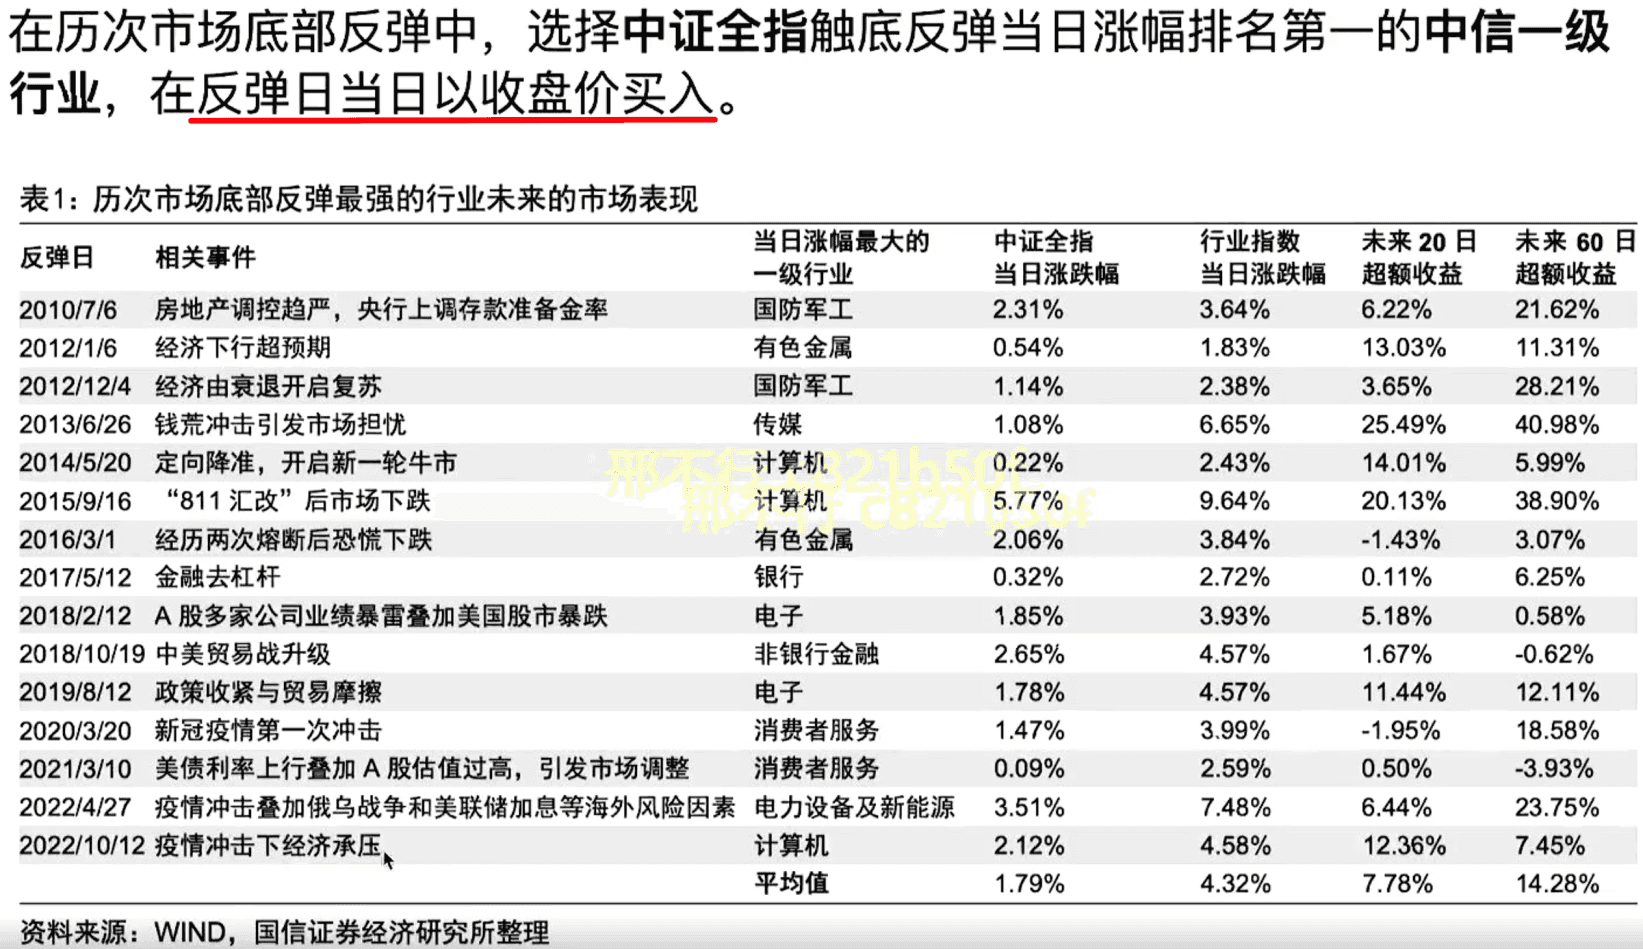 在历次市场底部反弹中，选择中证全指触底反弹当日涨幅排名第一的中信一级
行业，在反弹日当日以收盘价买入。
表1：历次市场底部反弹最强的行业未来的市场表现
反弹日 相关事件 当日涨幅最大的一级行业 中证全指当日涨跌幅 行业指数当日涨跌幅 未来 20 日超额收益 未来 60 日超额收益
2010/7/6 房地产调控趋严，央行上调存款准备金率 国防军工 2.31% 3.64% 6.22% 21.62%
2012/1/6 经济下行超预期 有色金属 0.54% 1.83% 13.03% 11.31%
2012/12/4 经济由衰退开启复苏 国防军工 1.14% 2.38% 3.65% 28.21%
2013/6/26 钱荒冲击引发市场担忧 传媒 1.08% 6.65% 25.49% 40.98%
2014/5/20 定向降准，开启新一轮牛市 计算机 0.22% 2.43% 14.01% 5.99%
2015/9/16 “811 汇改”后市场下跌 计算机 5.77% 9.64% 20.13% 38.90%
2016/3/1 经历两次熔断后恐慌下跌 有色金属 2.06% 3.84% -1.43% 3.07%
2017/5/12 金融去杠杆 银行 0.32% 2.72% 0.11% 6.25%
2018/2/12 A 股多家公司业绩暴雷叠加美国股市暴跌 电子 1.85% 3.93% 5.18% 0.58%
2018/10/19 中美贸易战升级 非银行金融 2.65% 4.57% 1.67% -0.62%
2019/8/12 政策收紧与贸易摩擦 电子 1.78% 4.57% 11.44% 12.11%
2020/3/20 新冠疫情第一次冲击 消费者服务 1.47% 3.99% -1.95% 18.58%
2021/3/10 美债利率上行叠加 A 股估值过高，引发市场调整 消费者服务 0.09% 2.59% 0.50% -3.93%
2022/4/27 疫情冲击叠加俄乌战争和美联储加息等海外风险因素 电力设备及新能源 3.51% 7.48% 6.44% 23.75%
2022/10/12 疫情冲击下经济承压 计算机 2.12% 4.58% 12.36% 7.45%
平均值 1.79% 4.32% 7.78% 14.28%
资料来源：WIND，国信证券经济研究所整理